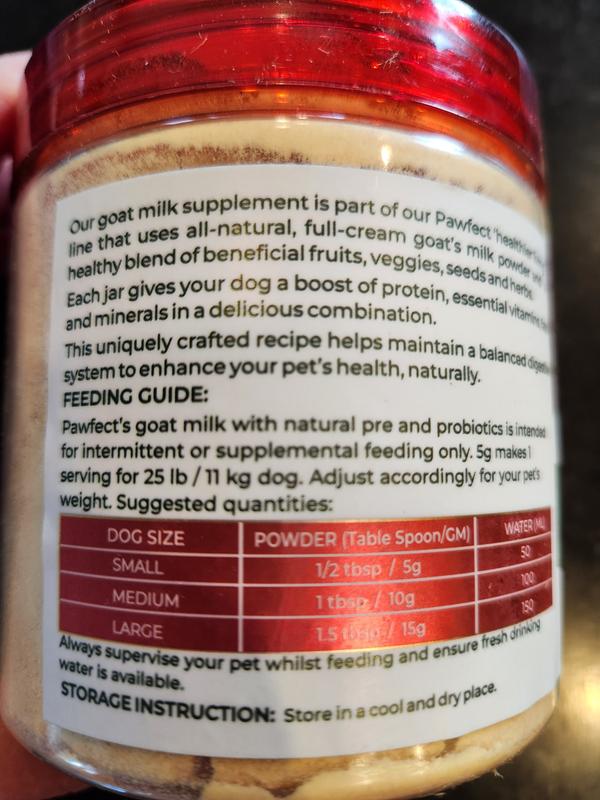 Our goat milk supplement is part of our Pawfect 'healthier
line that uses all-natural, full-cream goat's milk powder and
healthy blend of beneficial fruits, veggies, seeds and herbs.
Each jar gives your dog a boost of protein, essential vitamins
and minerals in a delicious combination.
This uniquely crafted recipe helps maintain a balanced
system to enhance your pet's health, naturally.
FEEDING GUIDE:
Pawfect's goat milk with natural pre and probiotics is intended
for intermittent or supplemental feeding only. 5g makes 1
serving for 25 lb / 11 kg dog. Adjust accordingly for your pet's
weight. Suggested quantities:
DOG SIZE POWDER (Table Spoon/GM) WATER (ML)
SMALL 1/2 tbsp / 5g 50
MEDIUM 1 tbsp / 10g 100
LARGE 1.5 tbsp / 15g 150
Always supervise your pet whilst feeding and ensure fresh drinking
water is available.
STORAGE INSTRUCTION: Store in a cool and dry place.